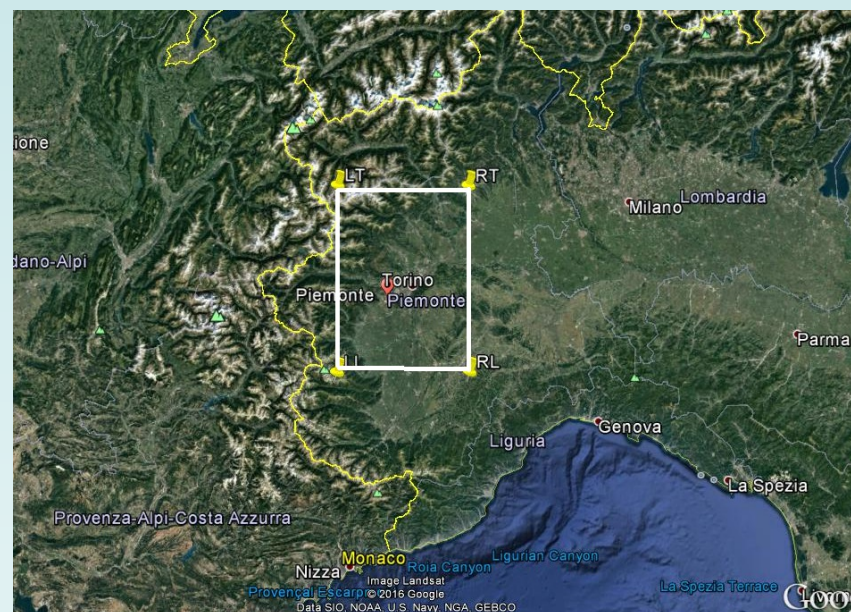 ione
LT
RT
Milano
Lombardia
dano-Alpi
Torino
Piemonte
Piemonte
LL
RL
Parma
Genova
Liguria
La Spezia
Provenza-Alpi-Costa Azzurra
Monaco
Nizza
Roia Canyon
Ligurian Canyon
Image Landsat
Provençal Escarp
© 2016 Google
La Spezia Terrace
Data SIO, NOAA, U.S. Navy, NGA, GEBCO